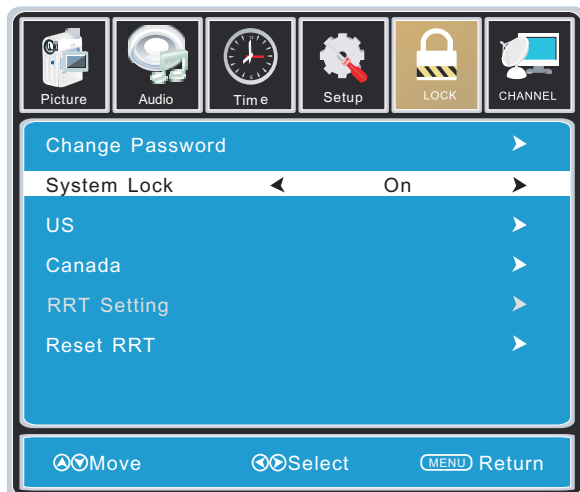 Picture Audio Time Setup LOCK CHANNEL
Change Password
System Lock On
US
Canada
RRT Setting
Reset RRT
Move Select MENU Return